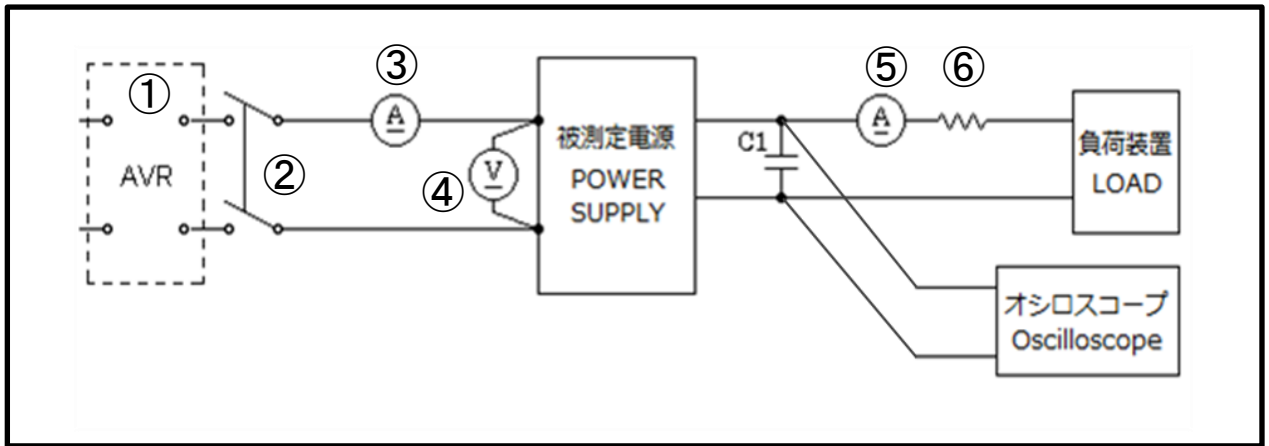 ①
AVR
②
③
A
④
V
被測定電源
POWER
SUPPLY
C1
⑤
A
⑥
負荷装置
LOAD
オシロスコープ
Oscilloscope